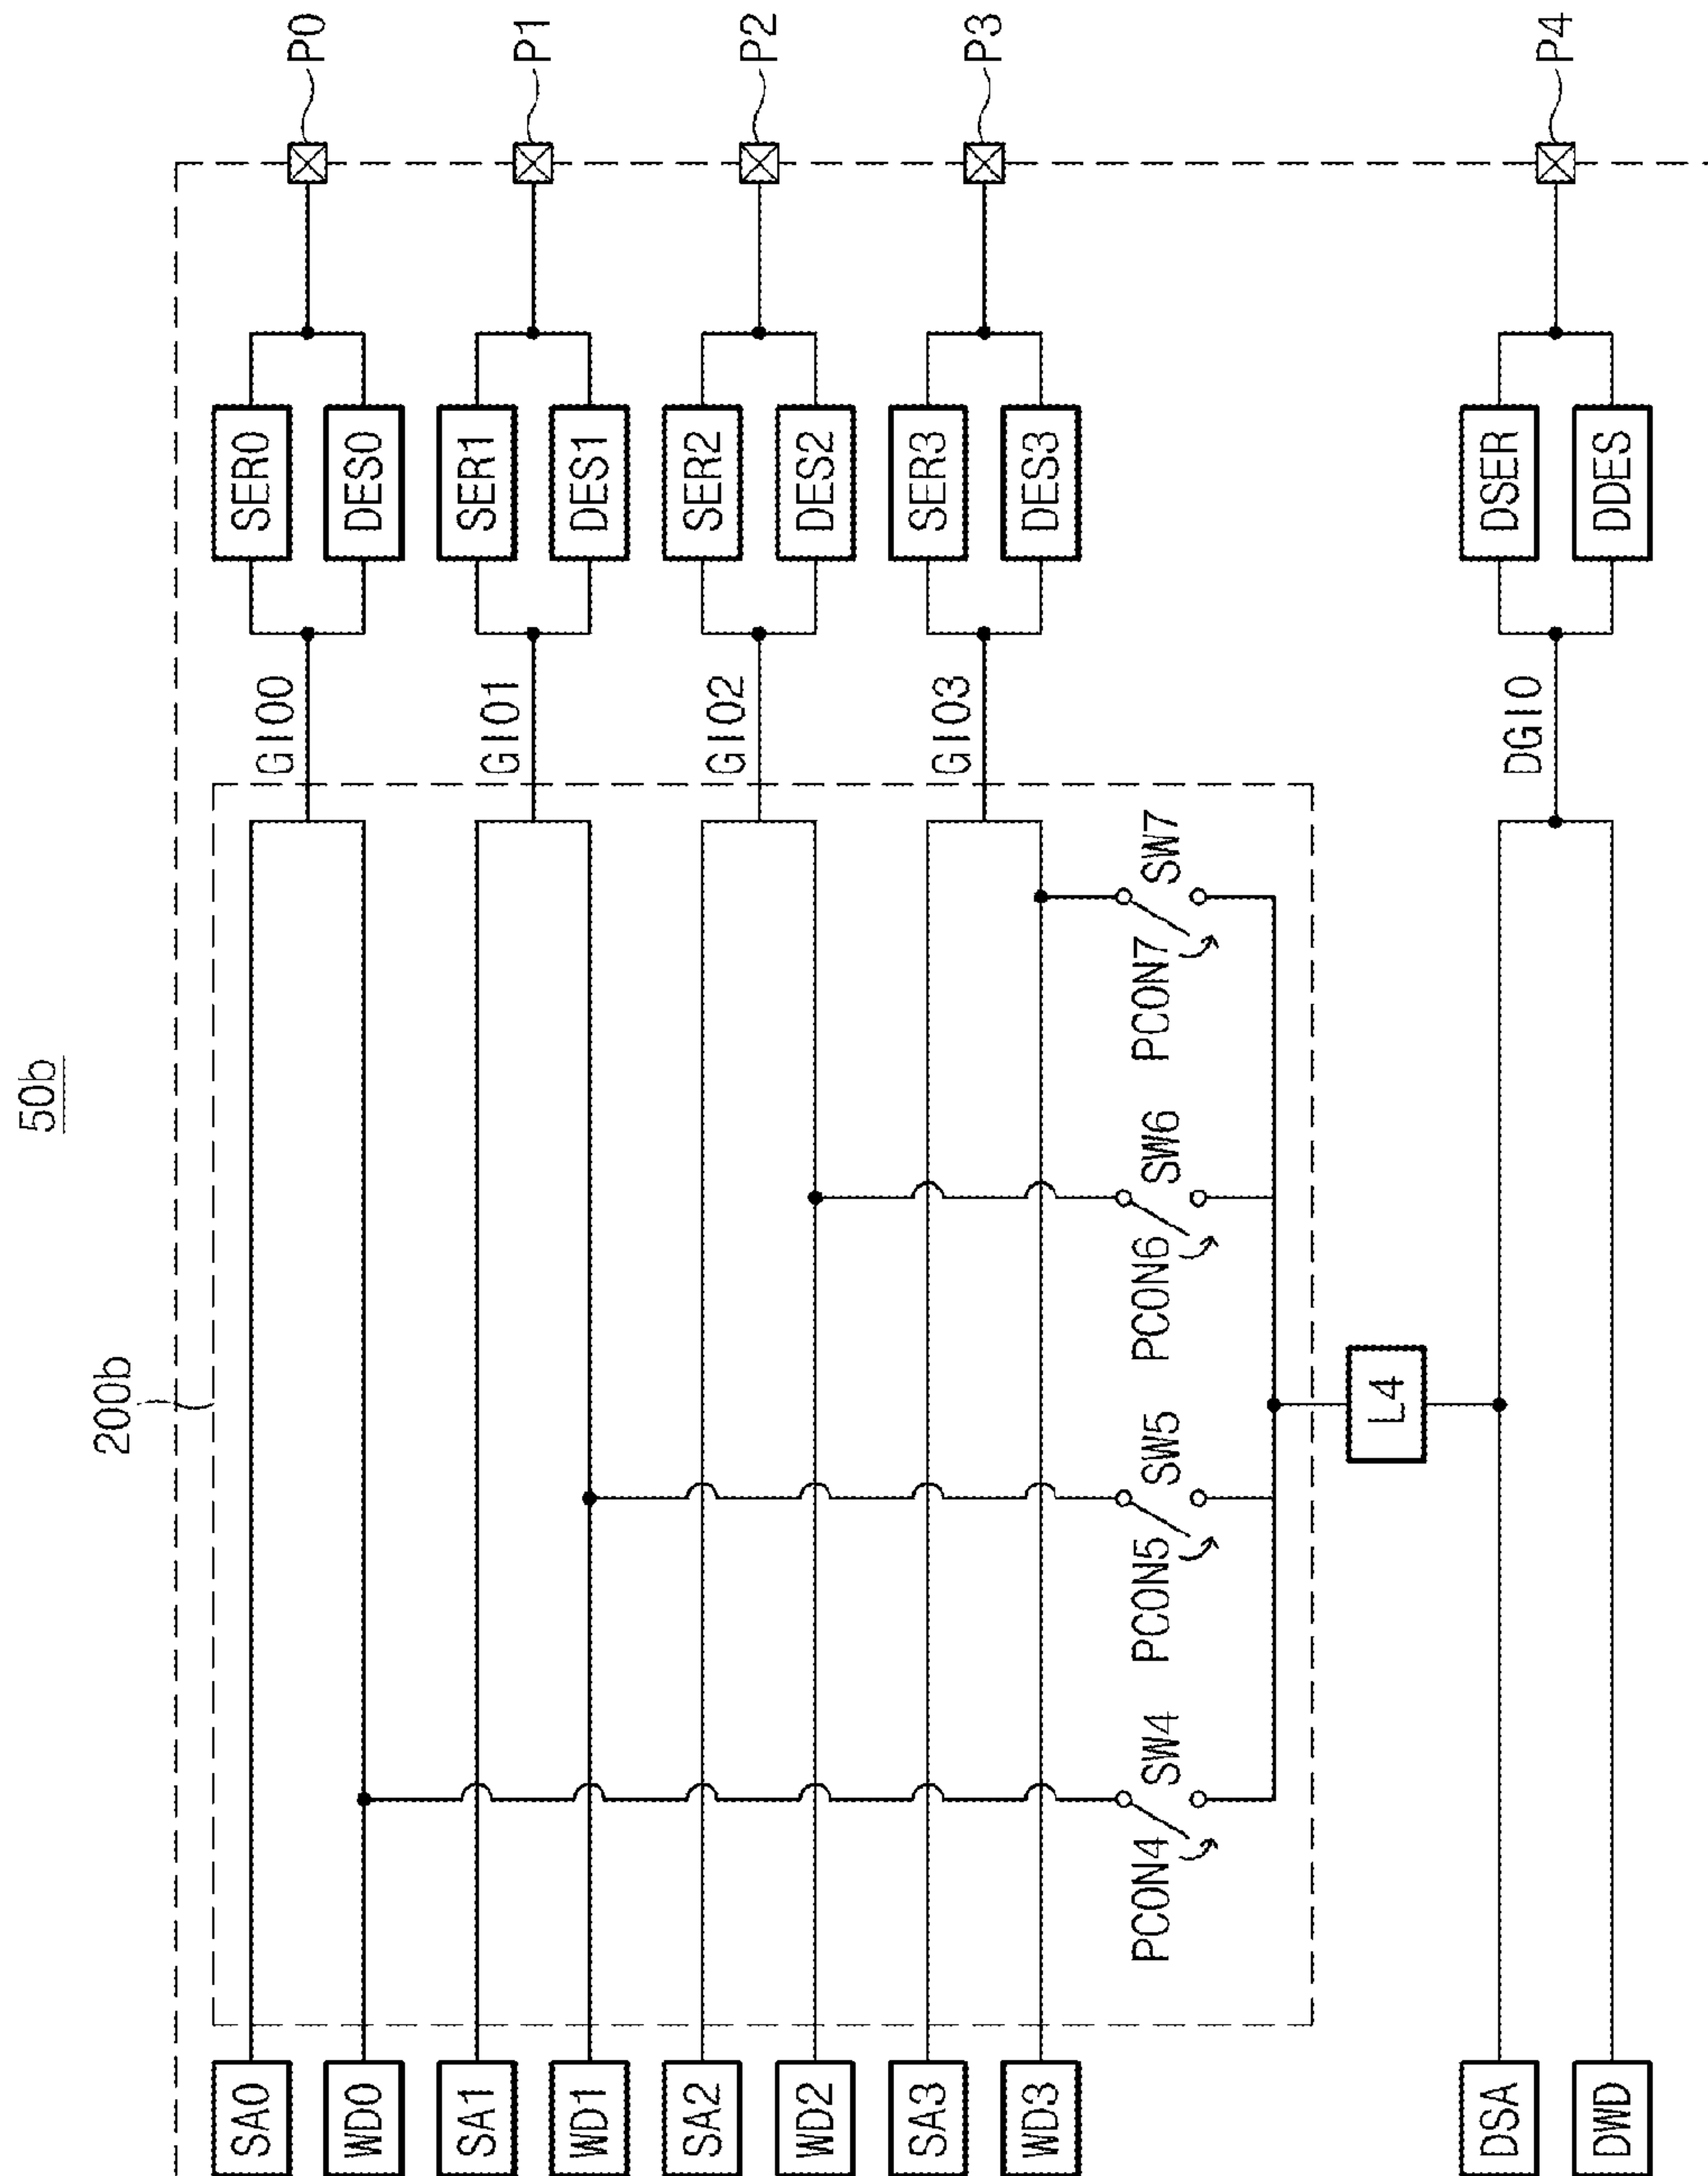 50b
200b
SA0
WD0
SA1
WD1
SA2
WD2
SA3
WD3
DSA
DWD
PCON4
SW4
PCON5
SW5
PCON6
SW6
PCON7
SW7
L4
GIO0
GIO1
GIO2
GIO3
DGIO
SER0
DES0
SER1
DES1
SER2
DES2
SER3
DES3
DSER
DDES
P0
P1
P2
P3
P4